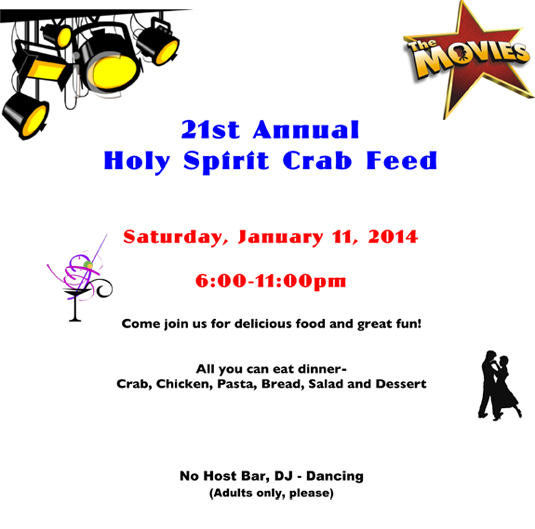 The
MOVIES
21st Annual
Holy Spirit Crab Feed
Saturday, January 11, 2014
6:00-11:00pm
Come join us for delicious food and great fun!
All you can eat dinner-
Crab, Chicken, Pasta, Bread, Salad and Dessert
No Host Bar, DJ - Dancing
(Adults only, please)